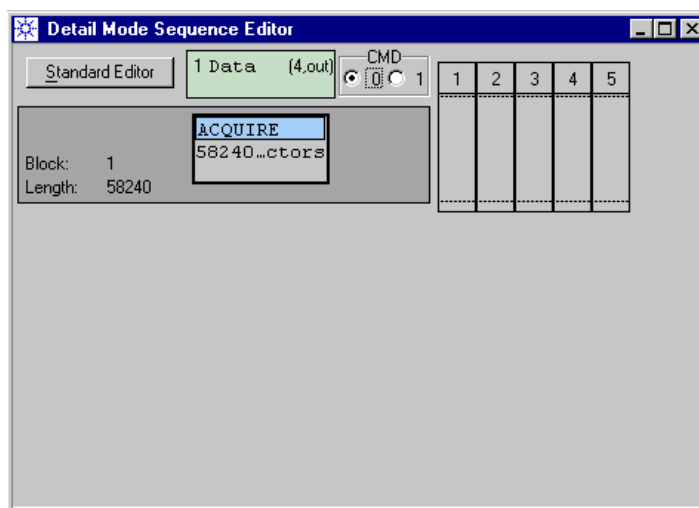 Detail Mode Sequence Editor
Standard Editor
1 Data (4,out)
CMD
0 1
1 2 3 4 5
ACQUIRE
58240…ctors
Block: 1
Length: 58240